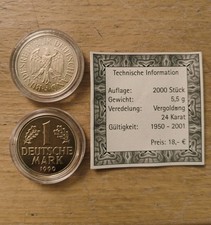 Technische Information
Auflage: 2000 Stück
Gewicht: 5,5 g
Veredelung: Vergoldung
24 Karat
Gültigkeit: 1950 - 2001
Preis: 18,- €
1
DEUTSCHE
MARK